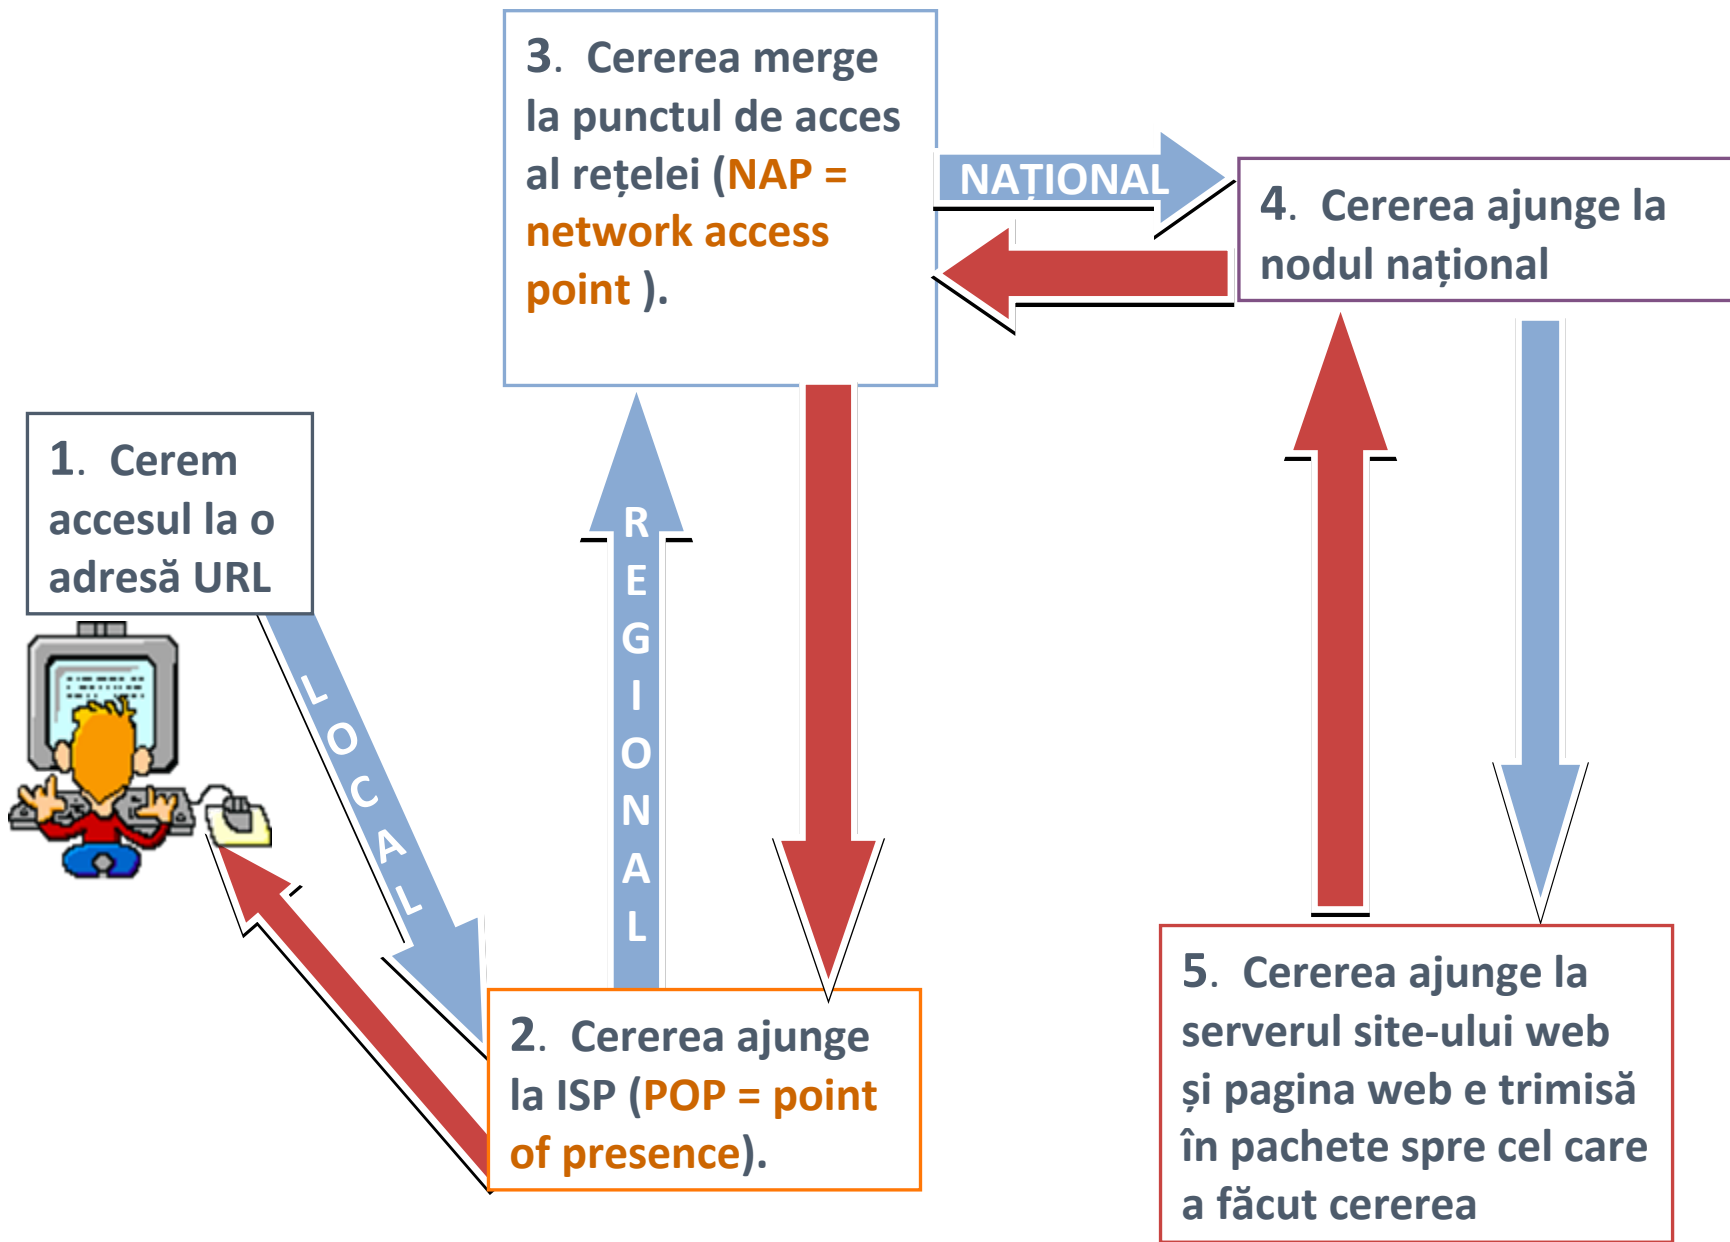 1.  Cerem
accesul la o
adresă URL
LOCAL
2.  Cererea ajunge
la ISP (POP = point
of presence).
REGIONAL
3.  Cererea merge
la punctul de acces
al rețelei (NAP =
network access
point ).
NAȚIONAL
4.  Cererea ajunge la
nodul național
5.  Cererea ajunge la
serverul site-ului web
și pagina web e trimisă
în pachete spre cel care
a făcut cererea